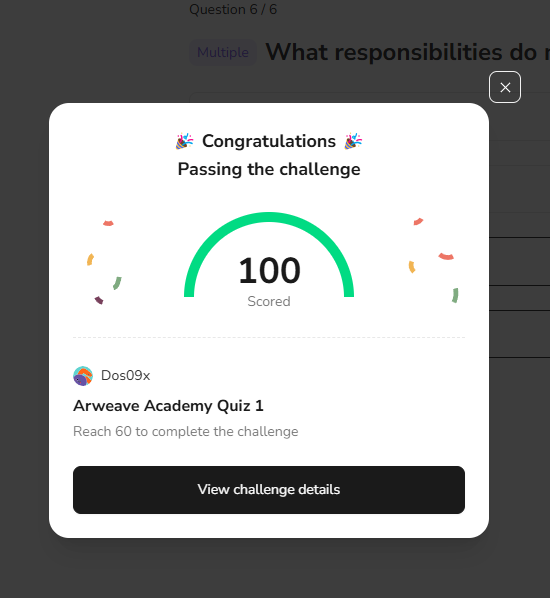 Question 6 / 6
Multiple What responsibilities do
Congratulations
Passing the challenge
100
Scored
Dos09x
Arweave Academy Quiz 1
Reach 60 to complete the challenge
View challenge details